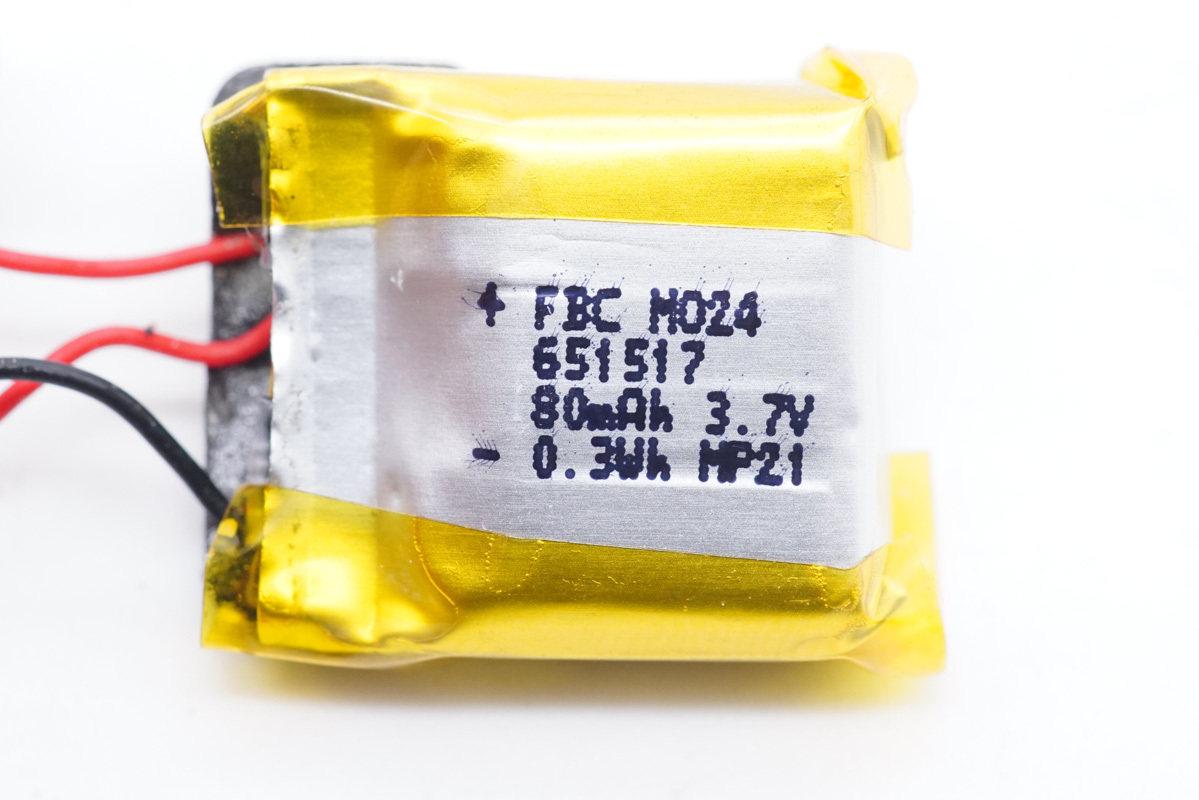 + FBC M024
651517
80mAh 3.7V
- 0.3Wh MP21